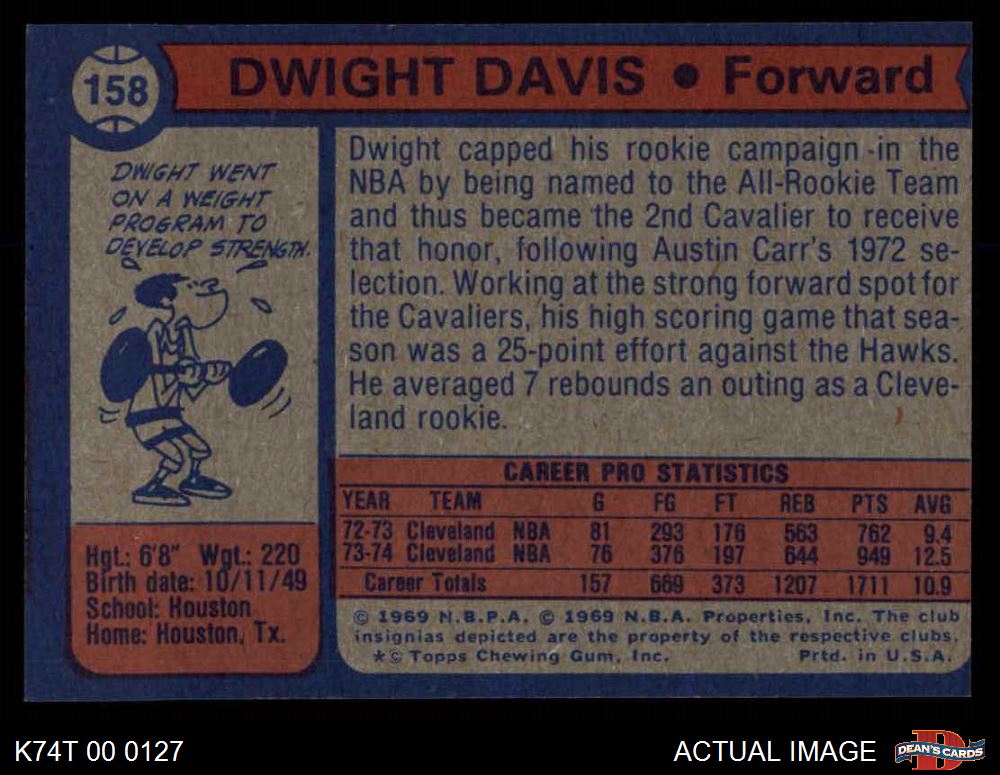 158
DWIGHT DAVIS • Forward
DWIGHT WENT
ON A WEIGHT
PROGRAM TO
DEVELOP STRENGTH.
Dwight capped his rookie campaign in the
NBA by being named to the All-Rookie Team
and thus became the 2nd Cavalier to receive
that honor, following Austin Carr's 1972 se-
lection. Working at the strong forward spot for
the Cavaliers, his high scoring game that sea-
son was a 25-point effort against the Hawks.
He averaged 7 rebounds an outing as a Cleve-
land rookie.
Hgt.: 6'8" Wgt.: 220
Birth date: 10/11/49
School: Houston
Home: Houston, Tx.
CAREER PRO STATISTICS
YEAR TEAM G FG FT REB PTS AVG
72-73 Cleveland NBA 81 293 176 563 762 9.4
73-74 Cleveland NBA 76 376 197 644 949 12.5
Career Totals 157 669 373 1207 1711 10.9
© 1969 N.B.P.A. © 1969 N.B.A. Properties, Inc. The club
insignias depicted are the property of the respective clubs.
*© Topps Chewing Gum, Inc. Prtd. in U.S.A.
K74T 00 0127
ACTUAL IMAGE
D
DEAN'S CARDS